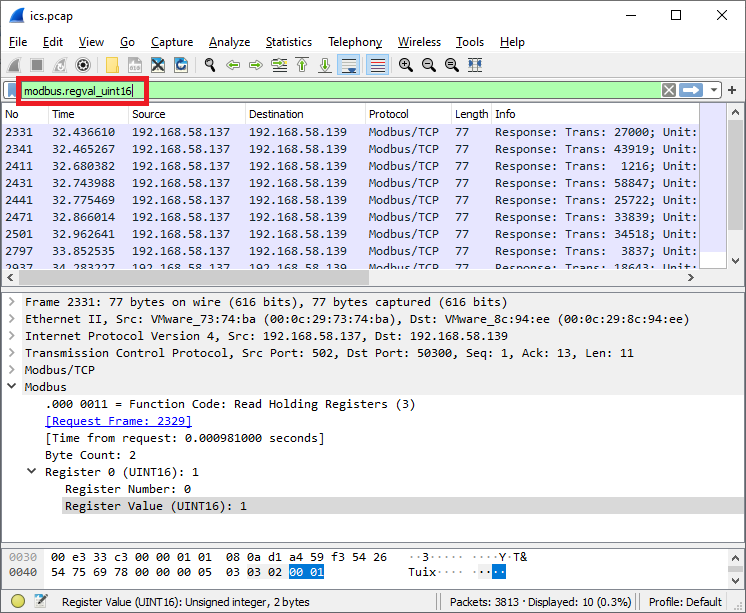 ics.pcap
File Edit View Go Capture Analyze Statistics Telephony Wireless Tools Help
modbus.regval_uint16
No Time Source Destination Protocol Length Info
2331 32.436610 192.168.58.137 192.168.58.139 Modbus/TCP 77 Response: Trans: 27000; Unit:
2341 32.465267 192.168.58.137 192.168.58.139 Modbus/TCP 77 Response: Trans: 43919; Unit:
2411 32.680382 192.168.58.137 192.168.58.139 Modbus/TCP 77 Response: Trans: 1216; Unit:
2431 32.743988 192.168.58.137 192.168.58.139 Modbus/TCP 77 Response: Trans: 58847; Unit:
2441 32.775469 192.168.58.137 192.168.58.139 Modbus/TCP 77 Response: Trans: 25722; Unit:
2471 32.866014 192.168.58.137 192.168.58.139 Modbus/TCP 77 Response: Trans: 33839; Unit:
2501 32.962641 192.168.58.137 192.168.58.139 Modbus/TCP 77 Response: Trans: 34518; Unit:
2797 33.852535 192.168.58.137 192.168.58.139 Modbus/TCP 77 Response: Trans: 3837; Unit:
2937 34.283227 192.168.58.137 192.168.58.139 Modbus/TCP 77 Response: Trans: 18643; Unit:
Frame 2331: 77 bytes on wire (616 bits), 77 bytes captured (616 bits)
Ethernet II, Src: VMware_73:74:ba (00:0c:29:73:74:ba), Dst: VMware_8c:94:ee (00:0c:29:8c:94:ee)
Internet Protocol Version 4, Src: 192.168.58.137, Dst: 192.168.58.139
Transmission Control Protocol, Src Port: 502, Dst Port: 50300, Seq: 1, Ack: 13, Len: 11
Modbus/TCP
Modbus
.000 0011 = Function Code: Read Holding Registers (3)
[Request Frame: 2329]
[Time from request: 0.000981000 seconds]
Byte Count: 2
Register 0 (UINT16): 1
Register Number: 0
Register Value (UINT16): 1
0030 00 e3 33 c3 00 00 01 01 08 0a d1 a4 59 f3 54 26 ··3····· ····Y·T&
0040 54 75 69 78 00 00 00 05 03 03 02 00 01 Tuix···· ·····
Register Value (UINT16): Unsigned integer, 2 bytes Packets: 3813 · Displayed: 10 (0.3%) Profile: Default